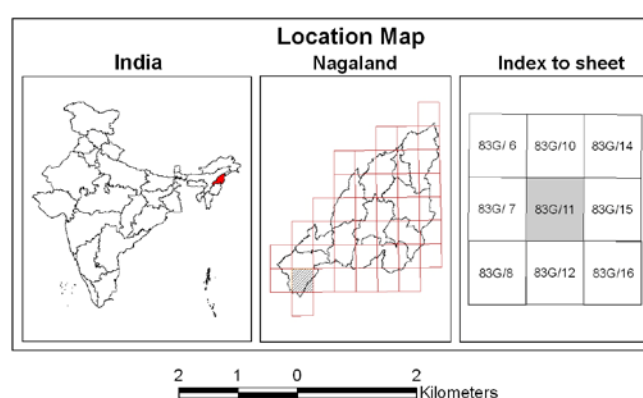 Location Map
India
Nagaland
Index to sheet
83G/ 6 83G/10 83G/14
83G/ 7 83G/11 83G/15
83G/8 83G/12 83G/16
2 1 0 2
Kilometers